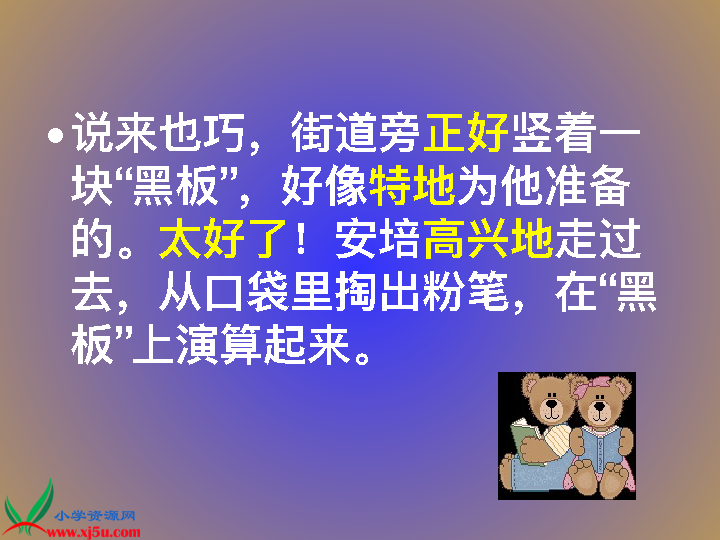 •说来也巧，街道旁正好竖着一
块“黑板”，好像特地为他准备
的。太好了！安培高兴地走过
去，从口袋里掏出粉笔，在“黑
板”上演算起来。
小学资源网
www.xj5u.com